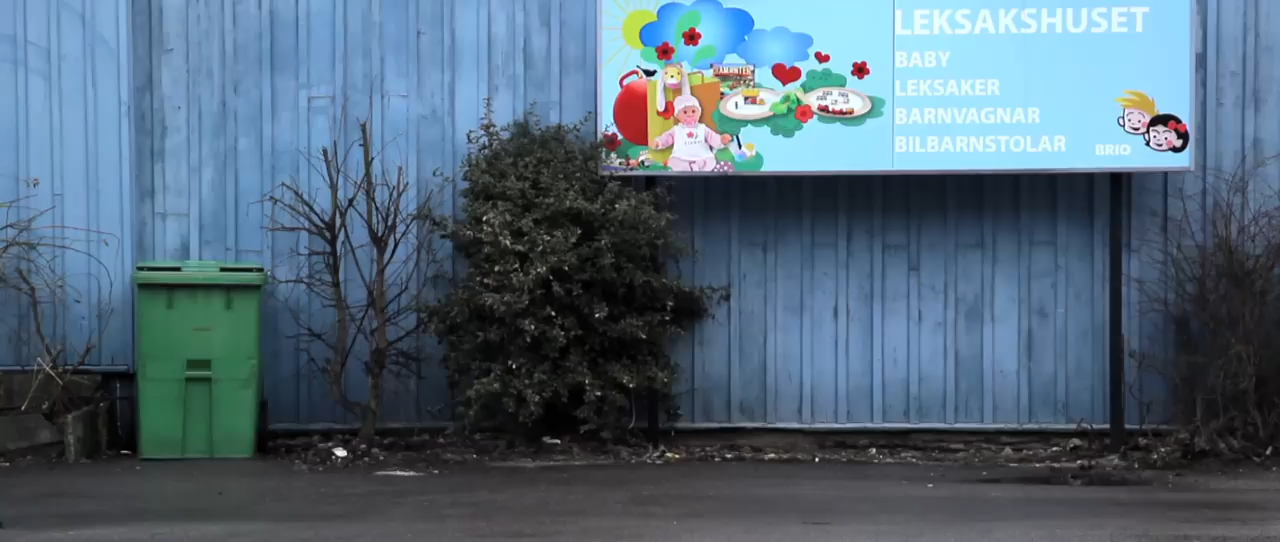 LEKSAKSHUSET
BABY
LEKSAKER
BARNVAGNAR
BILBARNSTOLAR
BRIO